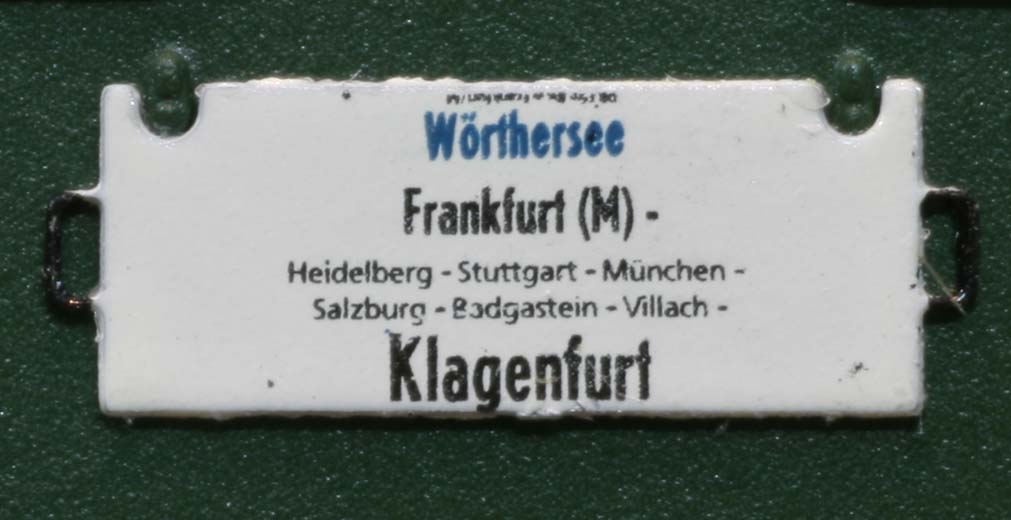 Wörthersee
Frankfurt (M) -
Heidelberg - Stuttgart - München -
Salzburg - Badgastein - Villach -
Klagenfurt